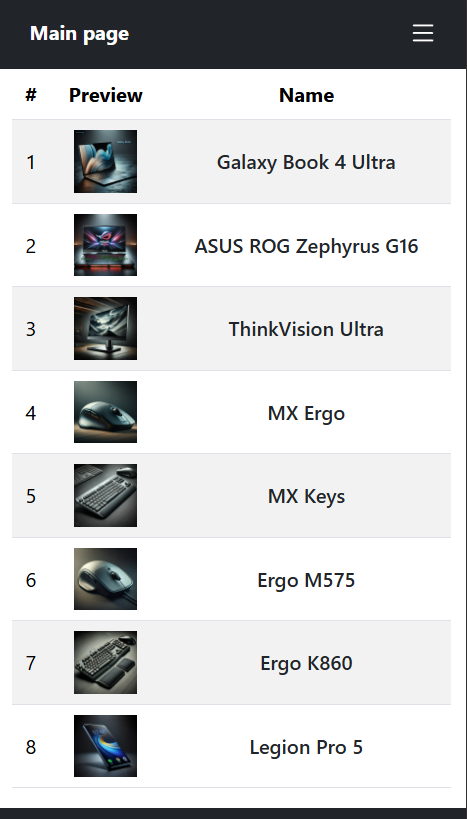 Main page
# Preview Name
1 Galaxy Book 4 Ultra
2 ASUS ROG Zephyrus G16
3 ThinkVision Ultra
4 MX Ergo
5 MX Keys
6 Ergo M575
7 Ergo K860
8 Legion Pro 5